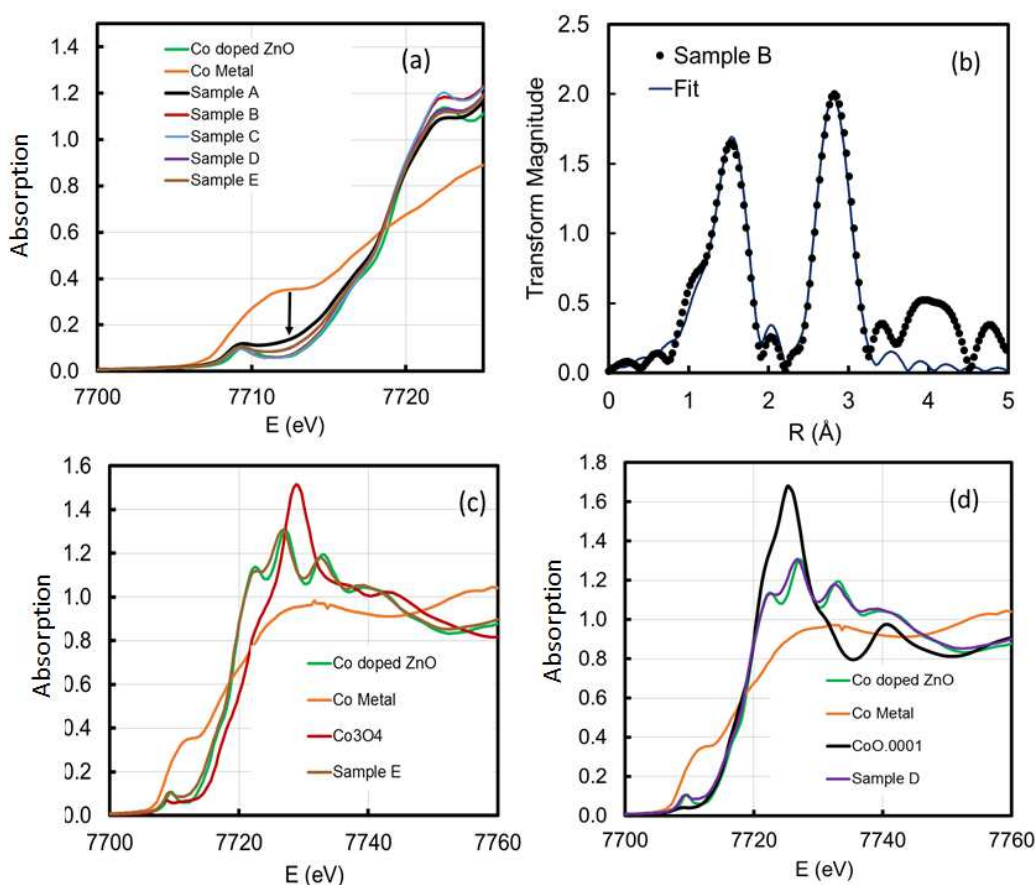 (a)
Absorption
1.4
1.2
1.0
0.8
0.6
0.4
0.2
0.0
Co doped ZnO
Co Metal
Sample A
Sample B
Sample C
Sample D
Sample E
7700
7710
7720
E (eV)
(b)
Transform Magnitude
2.5
2.0
1.5
1.0
0.5
0.0
Sample B
Fit
0
1
2
3
4
5
R (Å)
(c)
Absorption
1.6
1.4
1.2
1.0
0.8
0.6
0.4
0.2
0.0
Co doped ZnO
Co Metal
Co3O4
Sample E
7700
7720
7740
7760
E (eV)
(d)
Absorption
1.8
1.6
1.4
1.2
1.0
0.8
0.6
0.4
0.2
0.0
Co doped ZnO
Co Metal
CoO.0001
Sample D
7700
7720
7740
7760
E (eV)